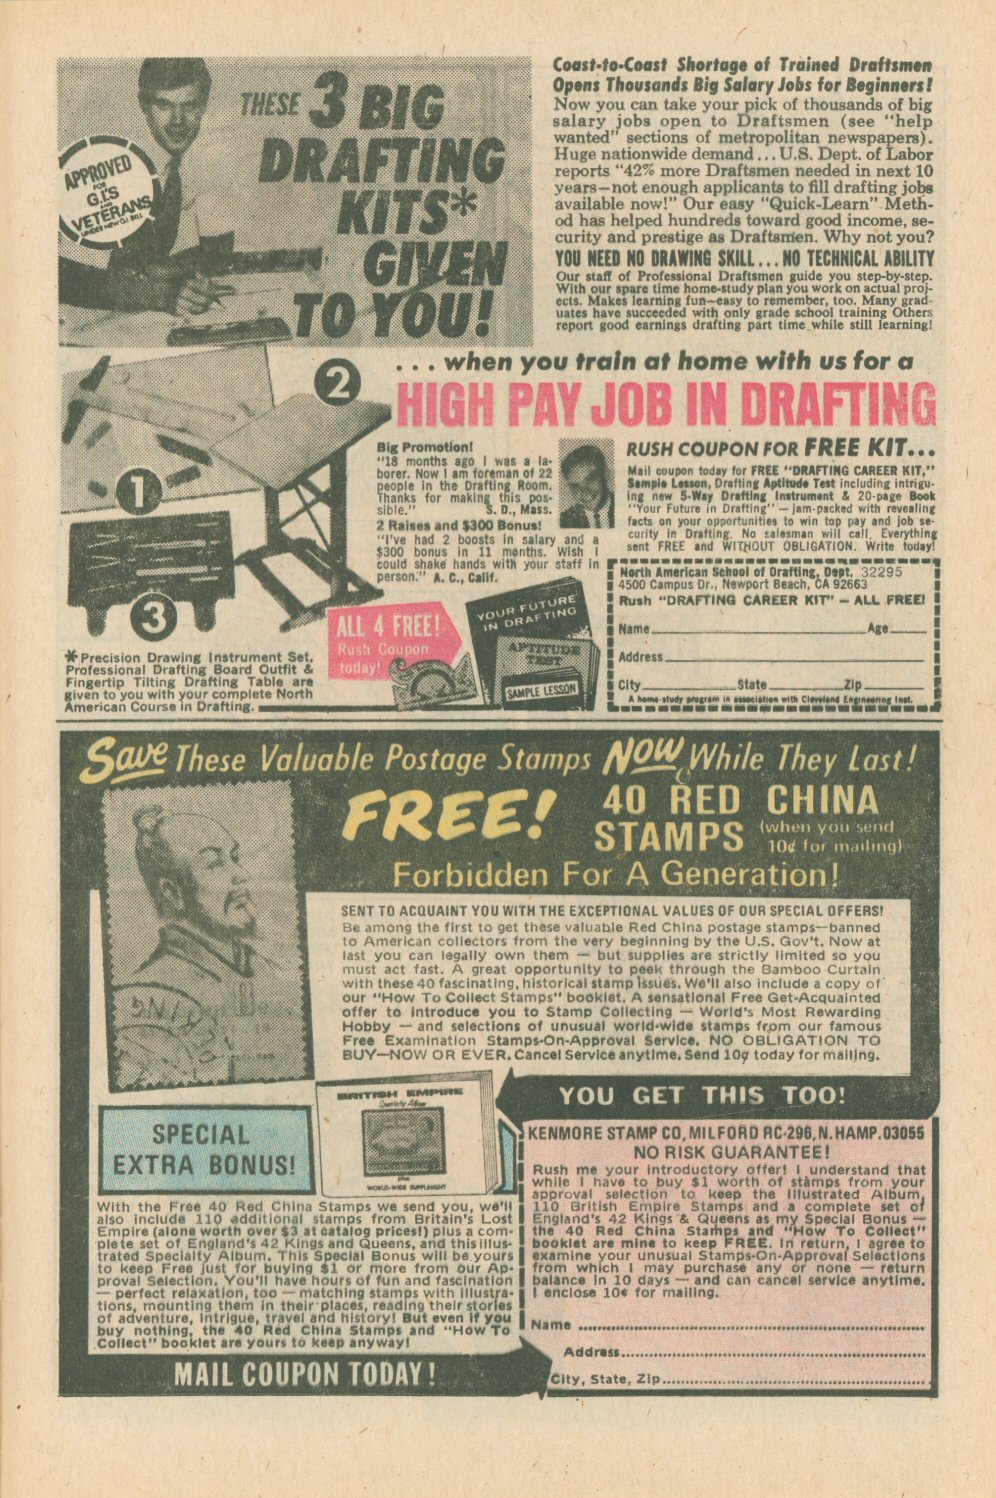 THESE 3 BIG
DRAFTING
KITS*
GIVEN
TO YOU!
APPROVED
FOR
G.I.'S
AND
VETERANS
UNDER NEW G.I. BILL
Coast-to-Coast Shortage of Trained Draftsmen
Opens Thousands Big Salary Jobs for Beginners!
Now you can take your pick of thousands of big
salary jobs open to Draftsmen (see "help
wanted" sections of metropolitan newspapers).
Huge nationwide demand... U.S. Dept. of Labor
reports "42% more Draftsmen needed in next 10
years—not enough applicants to fill drafting jobs
available now!" Our easy "Quick-Learn" Meth-
od has helped hundreds toward good income, se-
curity and prestige as Draftsmen. Why not you?
YOU NEED NO DRAWING SKILL...NO TECHNICAL ABILITY
Our staff of Professional Draftsmen guide you step-by-step.
With our spare time home-study plan you work on actual proj-
ects. Makes learning fun—easy to remember, too. Many grad-
uates have succeeded with only grade school training Others
report good earnings drafting part time while still learning!
... when you train at home with us for a
HIGH PAY JOB IN DRAFTING
1
2
3
Big Promotion!
"18 months ago I was a la-
borer. Now I am foreman of 22
people in the Drafting Room.
Thanks for making this pos-
sible." S. D., Mass.
2 Raises and $300 Bonus!
"I've had 2 boosts in salary and a
$300 bonus in 11 months. Wish I
could shake hands with your staff in
person." A. C., Calif.
RUSH COUPON FOR FREE KIT...
Mail coupon today for FREE "DRAFTING CAREER KIT,"
Sample Lesson, Drafting Aptitude Test including intrigu-
ing new 5-Way Drafting Instrument & 20-page Book
"Your Future in Drafting"—jam-packed with revealing
facts on your opportunities to win top pay and job se-
curity in Drafting. No salesman will call. Everything
sent FREE and WITHOUT OBLIGATION. Write today!
ALL 4 FREE!
Rush Coupon
today!
YOUR FUTURE
IN DRAFTING
APTITUDE
TEST
SAMPLE LESSON
* Precision Drawing Instrument Set,
Professional Drafting Board Outfit &
Fingertip Tilting Drafting Table are
given to you with your complete North
American Course in Drafting.
North American School of Drafting, Dept. 32295
4500 Campus Dr., Newport Beach, CA 92663
Rush "DRAFTING CAREER KIT" — ALL FREE!
Name Age
Address
City State Zip
A home-study program in association with Cleveland Engineering Inst.
Save These Valuable Postage Stamps NOW While They Last!
FREE! 40 RED CHINA
STAMPS (when you send
10¢ for mailing)
Forbidden For A Generation!
SENT TO ACQUAINT YOU WITH THE EXCEPTIONAL VALUES OF OUR SPECIAL OFFERS!
Be among the first to get these valuable Red China postage stamps—banned
to American collectors from the very beginning by the U.S. Gov't. Now at
last you can legally own them — but supplies are strictly limited so you
must act fast. A great opportunity to peek through the Bamboo Curtain
with these 40 fascinating, historical stamp issues. We'll also include a copy of
our "How To Collect Stamps" booklet. A sensational Free Get-Acquainted
offer to introduce you to Stamp Collecting — World's Most Rewarding
Hobby — and selections of unusual world-wide stamps from our famous
Free Examination Stamps-On-Approval Service. NO OBLIGATION TO
BUY—NOW OR EVER. Cancel Service anytime. Send 10¢ today for mailing.
SPECIAL
EXTRA BONUS!
BRITISH EMPIRE
Specialty Album
plus
WORLD-WIDE SUPPLEMENT
YOU GET THIS TOO!
With the Free 40 Red China Stamps we send you, we'll
also include 110 additional stamps from Britain's Lost
Empire (alone worth over $3 at catalog prices!) plus a com-
plete set of England's 42 Kings and Queens, and this illus-
trated Specialty Album. This Special Bonus will be yours
to keep Free just for buying $1 or more from our Ap-
proval Selection. You'll have hours of fun and fascination
— perfect relaxation, too — matching stamps with illustra-
tions, mounting them in their places, reading their stories
of adventure, intrigue, travel and history! But even if you
buy nothing, the 40 Red China Stamps and "How To
Collect" booklet are yours to keep anyway!
MAIL COUPON TODAY!
KENMORE STAMP CO, MILFORD RC-296, N. HAMP. 03055
NO RISK GUARANTEE!
Rush me your introductory offer! I understand that
while I have to buy $1 worth of stamps from your
approval selection to keep the Illustrated Album,
110 British Empire Stamps and a complete set of
England's 42 Kings & Queens as my Special Bonus —
the 40 Red China Stamps and "How To Collect"
booklet are mine to keep FREE. In return, I agree to
examine your unusual Stamps-On-Approval Selections
from which I may purchase any or none — return
balance in 10 days — and can cancel service anytime.
I enclose 10¢ for mailing.
Name
Address
City, State, Zip